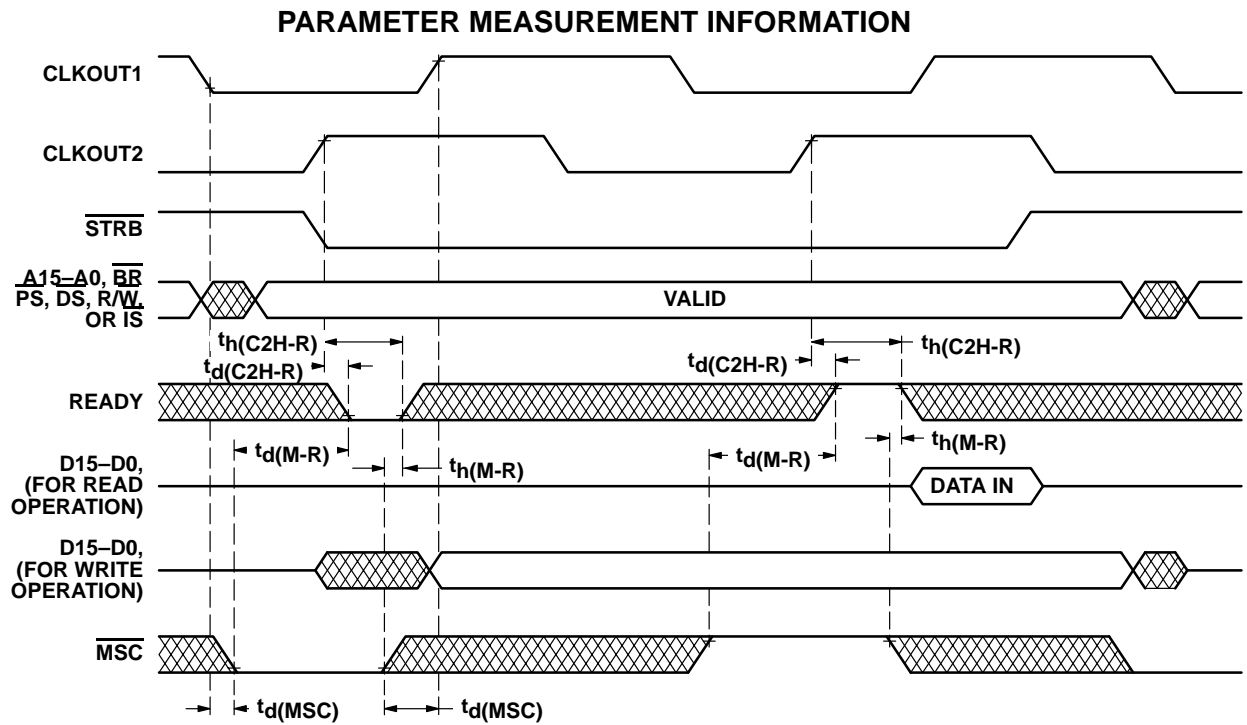 PARAMETER MEASUREMENT INFORMATION
CLKOUT1
CLKOUT2
STRB
A15–A0, BR
PS, DS, R/W,
OR IS
VALID
th(C2H-R)
td(C2H-R)
th(C2H-R)
td(C2H-R)
READY
td(M-R)
th(M-R)
td(M-R)
th(M-R)
D15–D0,
(FOR READ
OPERATION)
DATA IN
D15–D0,
(FOR WRITE
OPERATION)
MSC
td(MSC)
td(MSC)